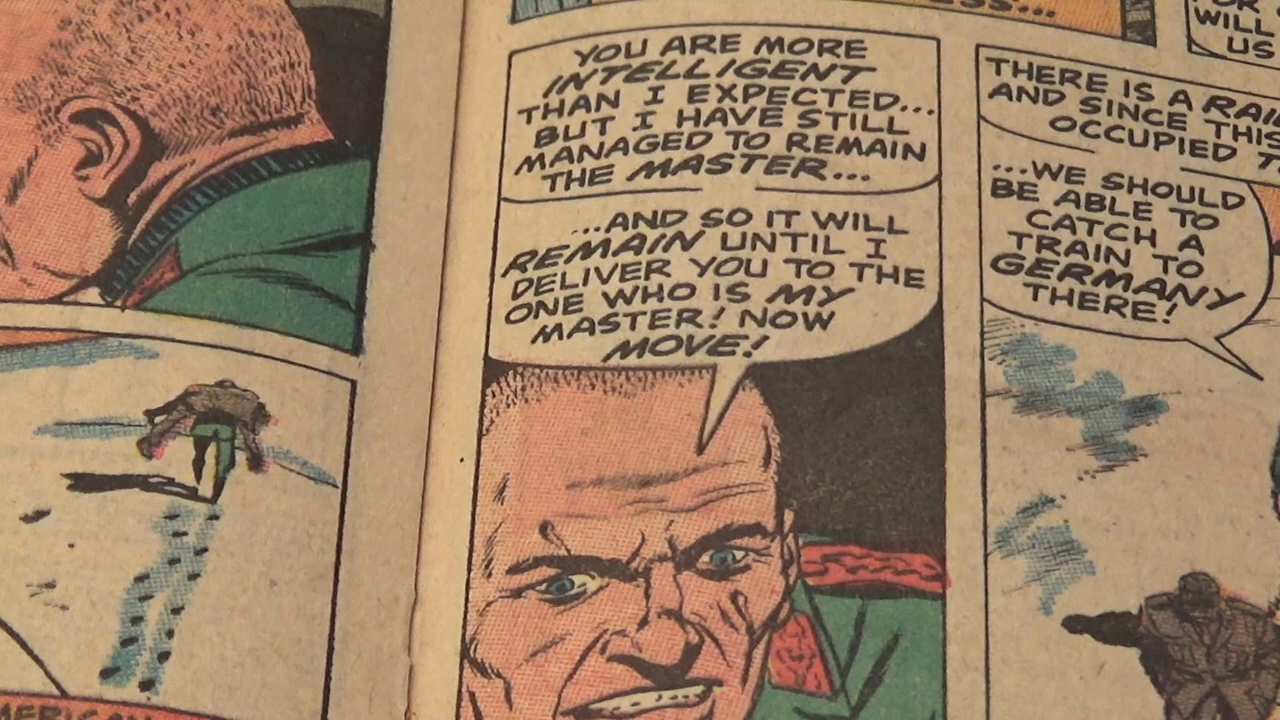 YOU ARE MORE
INTELLIGENT
THAN I EXPECTED...
BUT I HAVE STILL
MANAGED TO REMAIN
THE MASTER...
...AND SO IT WILL
REMAIN UNTIL I
DELIVER YOU TO THE
ONE WHO IS MY
MASTER! NOW
MOVE!
WILL
US
THERE IS A
AND SINCE THIS
OCCUPIED
...WE SHOULD
BE ABLE TO
CATCH A
TRAIN TO
GERMANY
THERE!